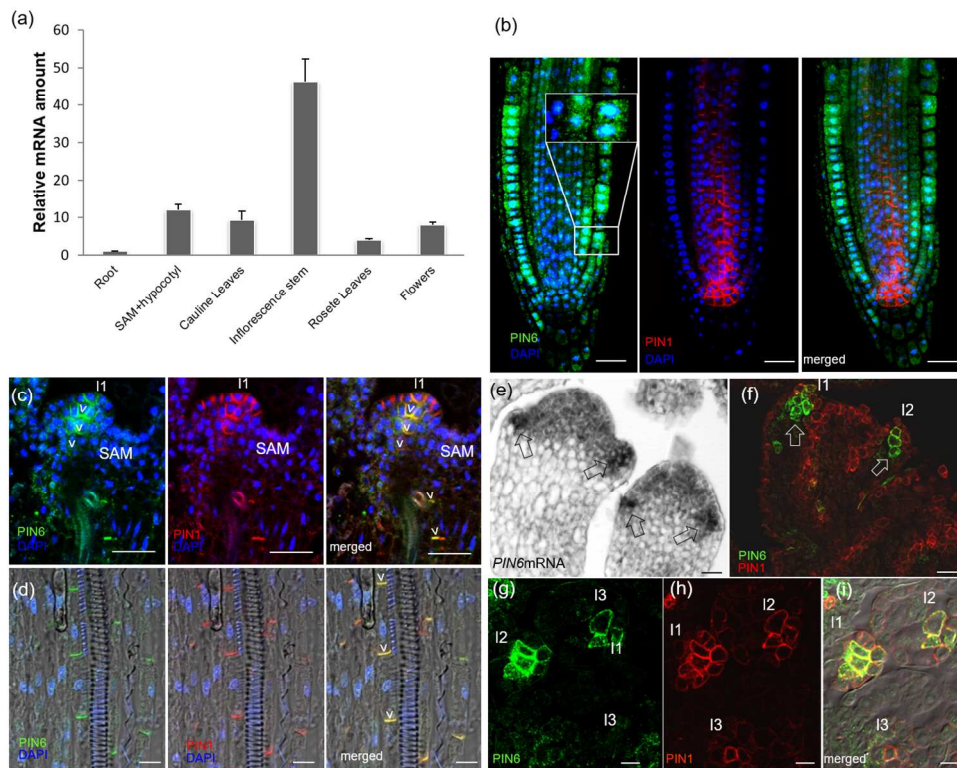 (a)
60
50
40
30
20
10
0
Relative mRNA amount
Root
SAM+hypocotyl
Cauline Leaves
Inflorescence stem
Rosete Leaves
Flowers
(b)
PIN6
DAPI
PIN1
DAPI
merged
(c)
I1
I1
I1
v
v
v
v
v
v
v
v
SAM
SAM
SAM
PIN6
DAPI
PIN1
DAPI
merged
(d)
v
v
v
PIN6
DAPI
PIN1
DAPI
merged
(e)
PIN6mRNA
(f)
I1
I2
PIN6
PIN1
(g)
I3
I2
I1
I3
PIN6
(h)
I2
I1
I3
PIN1
(i)
I2
I1
I3
merged